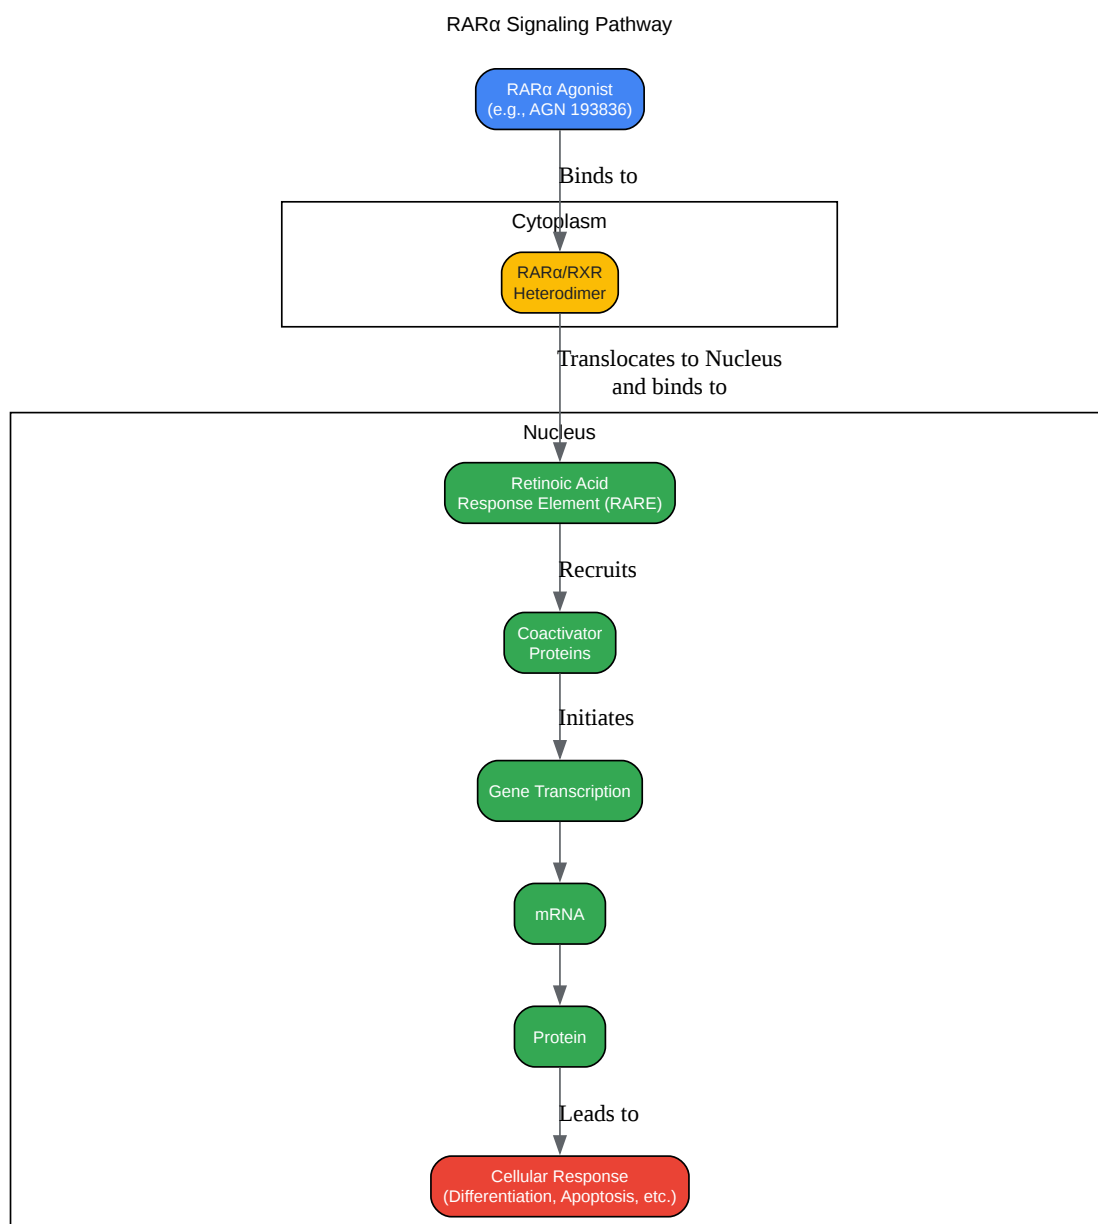 RARα Signaling Pathway
RARα Agonist
(e.g., AGN 193836)
Binds to
Cytoplasm
RARα/RXR
Heterodimer
Translocates to Nucleus
and binds to
Nucleus
Retinoic Acid
Response Element (RARE)
Recruits
Coactivator
Proteins
Initiates
Gene Transcription
mRNA
Protein
Leads to
Cellular Response
(Differentiation, Apoptosis, etc.)